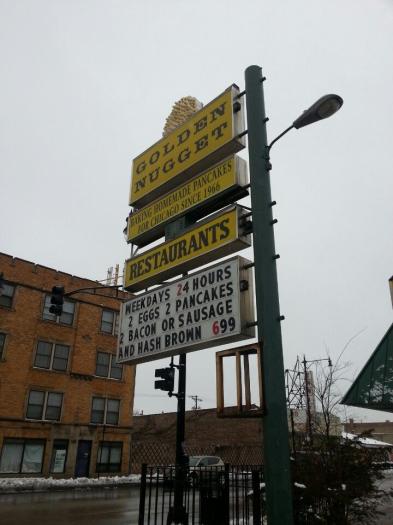 GOLDEN
NUGGET
MAKING HOMEMADE PANCAKES
FOR CHICAGO SINCE 1966
RESTAURANTS
WEEKDAYS 24 HOURS
2 EGGS 2 PANCAKES
2 BACON OR SAUSAGE
AND HASH BROWN 699